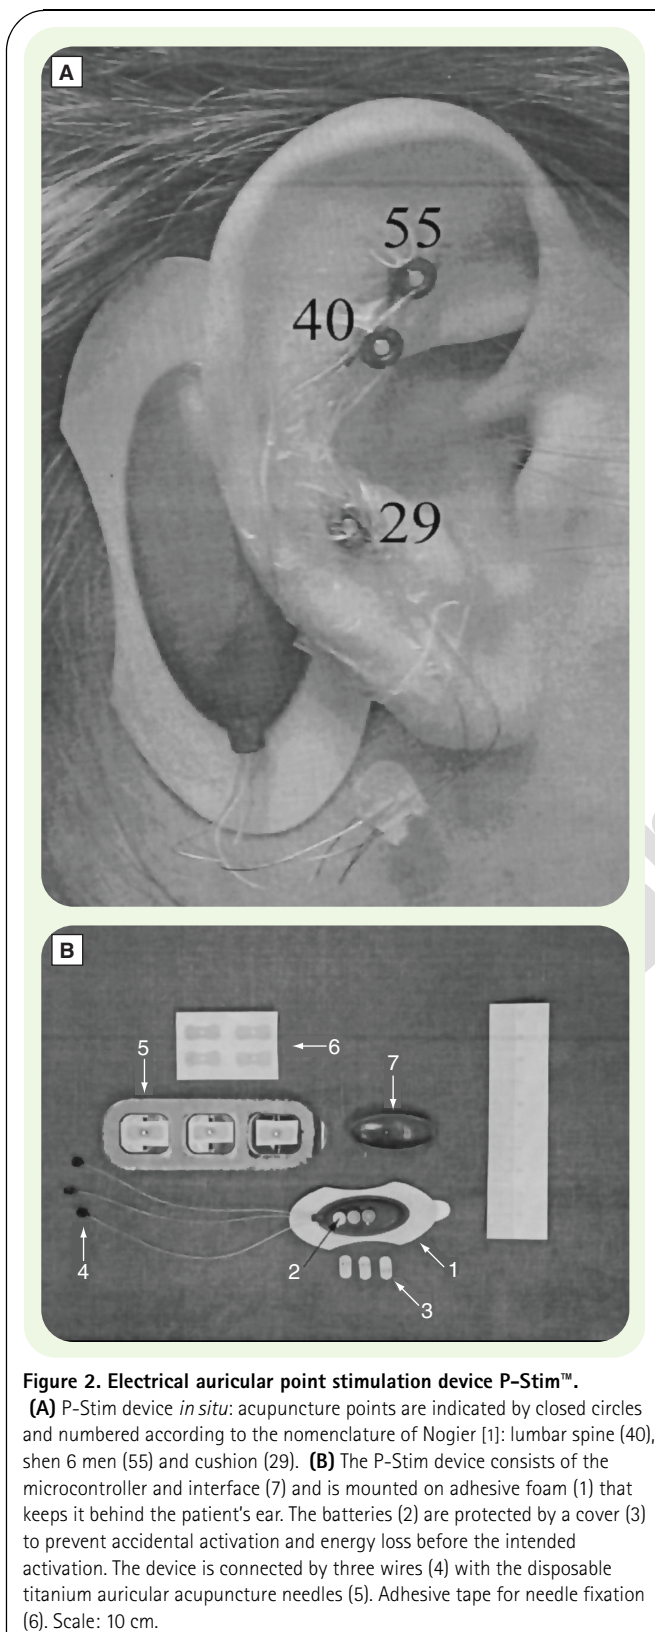 A
55
40
29
B
5
6
7
4
2
1
3
Figure 2. Electrical auricular point stimulation device P-Stim™.
(A) P-Stim device in situ: acupuncture points are indicated by closed circles
and numbered according to the nomenclature of Nogier [1]: lumbar spine (40),
shen 6 men (55) and cushion (29). (B) The P-Stim device consists of the
microcontroller and interface (7) and is mounted on adhesive foam (1) that
keeps it behind the patient's ear. The batteries (2) are protected by a cover (3)
to prevent accidental activation and energy loss before the intended
activation. The device is connected by three wires (4) with the disposable
titanium auricular acupuncture needles (5). Adhesive tape for needle fixation
(6). Scale: 10 cm.